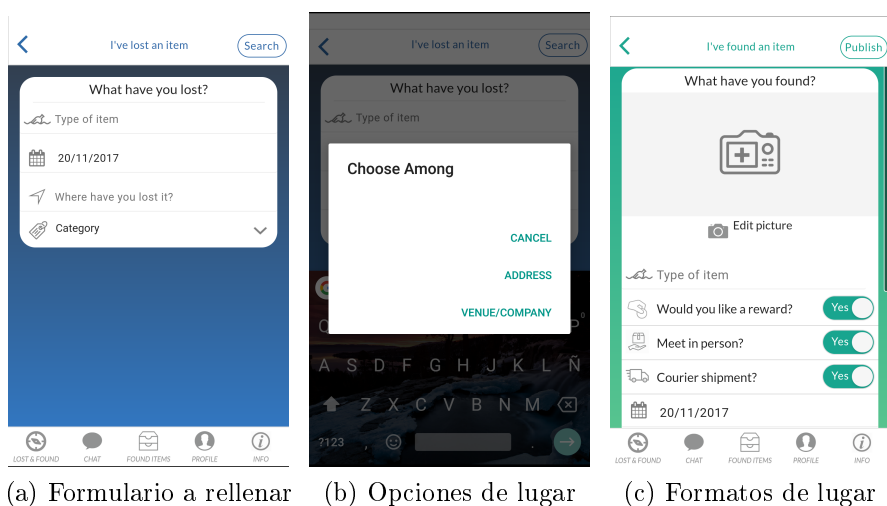 I've lost an item
Search
What have you lost?
Type of item
20/11/2017
Where have you lost it?
Category
LOST & FOUND
CHAT
FOUND ITEMS
PROFILE
INFO
(a) Formulario a rellenar
I've lost an item
Search
What have you lost?
Type of item
Choose Among
CANCEL
ADDRESS
VENUE/COMPANY
Q
P
0
A S D F G H J K L Ñ
Z X C V B N M
?123 , .
(b) Opciones de lugar
I've found an item
Publish
What have you found?
Edit picture
Type of item
Would you like a reward? Yes
Meet in person? Yes
Courier shipment? Yes
20/11/2017
LOST & FOUND
CHAT
FOUND ITEMS
PROFILE
INFO
(c) Formatos de lugar